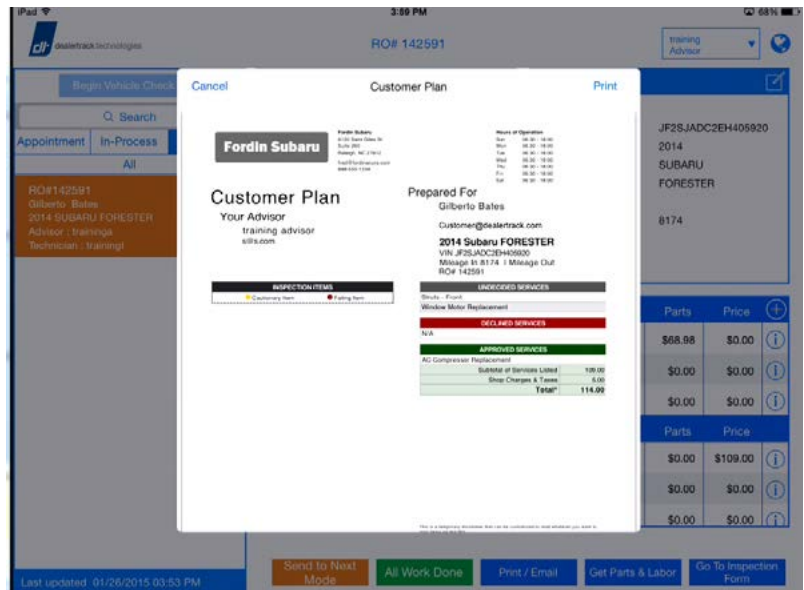 iPad
3:59 PM
68%
dealertrack technologies
RO# 142591
training
Advisor
Begin Vehicle Check
Search
Appointment
In-Process
All
RO#142591
Gilberto Bates
2014 SUBARU FORESTER
Advisor : traininga
Technician : trainingt
Last updated 01/26/2015 03:53 PM
Cancel
Customer Plan
Print
Fordin Subaru
Fordin Subaru
Hours of Operation
Customer Plan
Your Advisor
training advisor
sills.com
Prepared For
Gilberto Bates
Customer@dealertrack.com
2014 Subaru FORESTER
VIN JF2SJADC2EH405920
Mileage In 8174 | Mileage Out
RO# 142591
INSPECTION ITEMS
Cautionary Item
Failing Item
UNDECIDED SERVICES
Struts - Front
Window Motor Replacement
DECLINED SERVICES
N/A
APPROVED SERVICES
AC Compressor Replacement
Subtotal of Services Listed 109.00
Shop Charges & Taxes 5.00
Total* 114.00
JF2SJADC2EH405920
2014
SUBARU
FORESTER
8174
Parts Price
$68.98 $0.00
$0.00 $0.00
$0.00 $0.00
Parts Price
$0.00 $109.00
$0.00 $0.00
$0.00 $0.00
Send to Next
Mode
All Work Done
Print / Email
Get Parts & Labor
Go To Inspection
Form